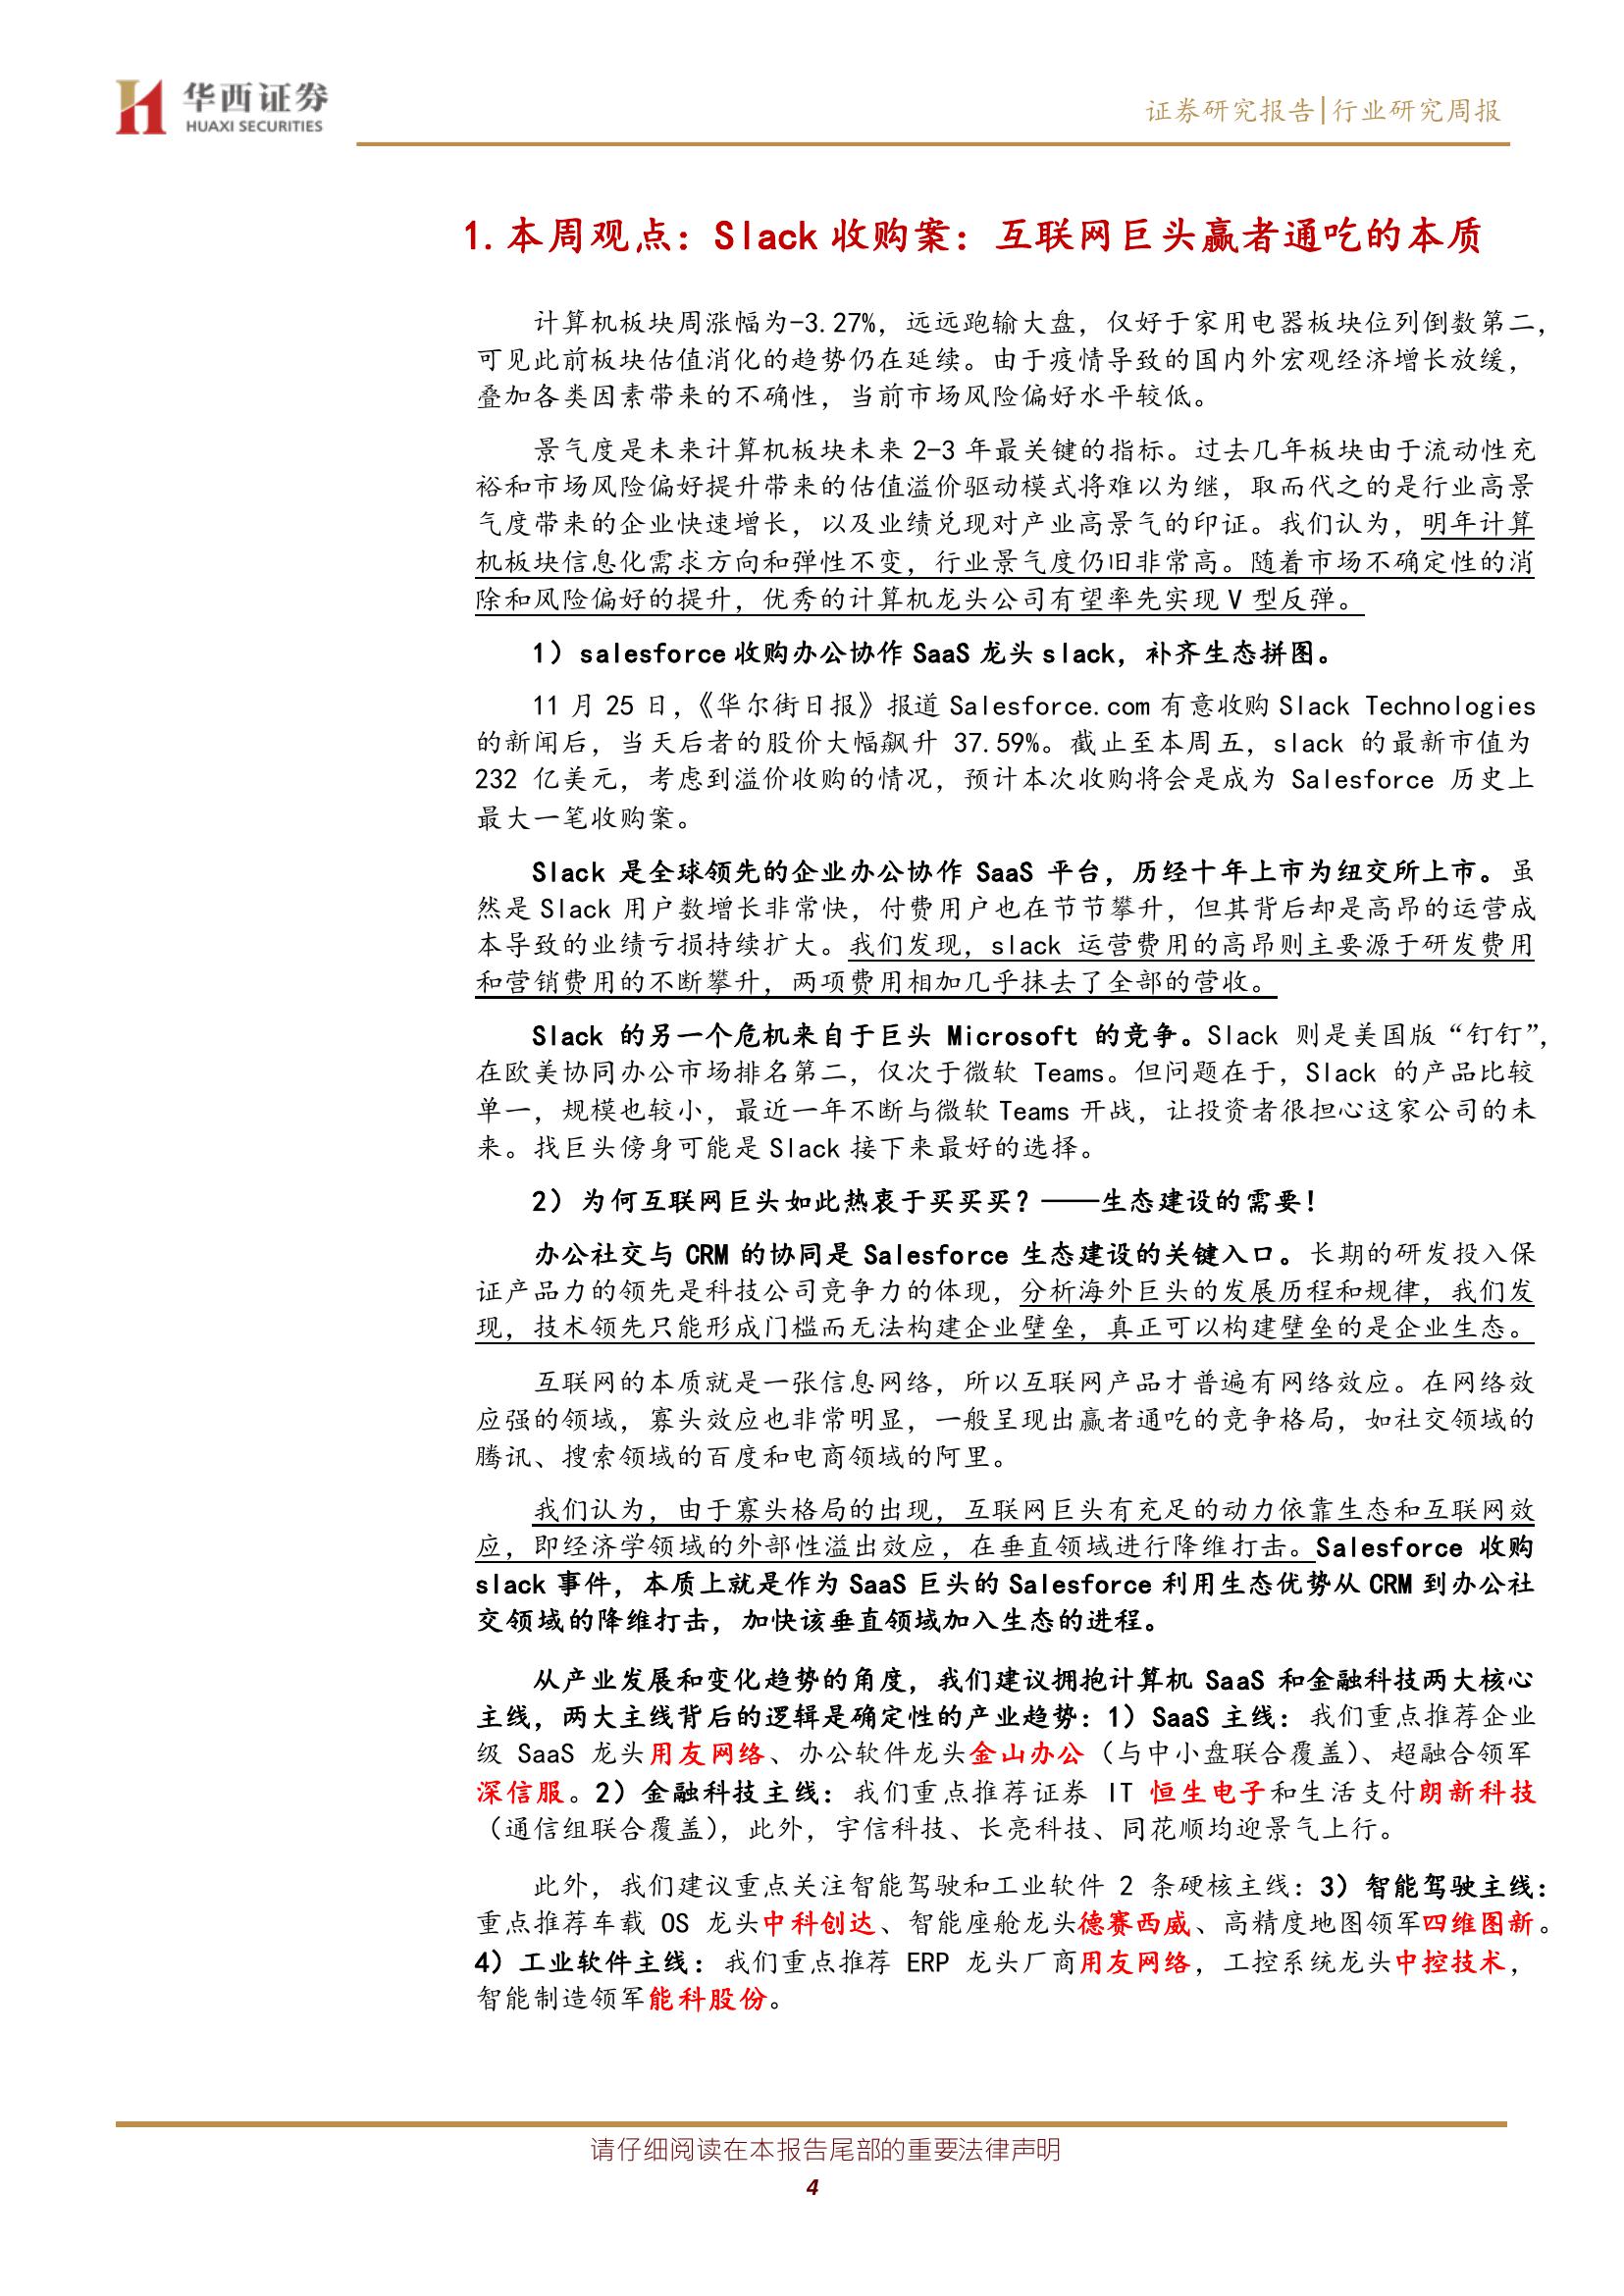 华西证券
HUAXI SECURITIES
证券研究报告|行业研究周报
1.本周观点：Slack 收购案：互联网巨头赢者通吃的本质
计算机板块周涨幅为-3.27%，远远跑输大盘，仅好于家用电器板块位列倒数第二，
可见此前板块估值消化的趋势仍在延续。由于疫情导致的国内外宏观经济增长放缓，
叠加各类因素带来的不确性，当前市场风险偏好水平较低。
景气度是未来计算机板块未来 2-3 年最关键的指标。过去几年板块由于流动性充
裕和市场风险偏好提升带来的估值溢价驱动模式将难以为继，取而代之的是行业高景
气度带来的企业快速增长，以及业绩兑现对产业高景气的印证。我们认为，明年计算
机板块信息化需求方向和弹性不变，行业景气度仍旧非常高。随着市场不确定性的消
除和风险偏好的提升，优秀的计算机龙头公司有望率先实现 V 型反弹。
1）salesforce 收购办公协作 SaaS 龙头 slack，补齐生态拼图。
11 月 25 日，《华尔街日报》报道 Salesforce.com 有意收购 Slack Technologies
的新闻后，当天后者的股价大幅飙升 37.59%。截止至本周五，slack 的最新市值为
232 亿美元，考虑到溢价收购的情况，预计本次收购将会是成为 Salesforce 历史上
最大一笔收购案。
Slack 是全球领先的企业办公协作 SaaS 平台，历经十年上市为纽交所上市。虽
然是 Slack 用户数增长非常快，付费用户也在节节攀升，但其背后却是高昂的运营成
本导致的业绩亏损持续扩大。我们发现，slack 运营费用的高昂则主要源于研发费用
和营销费用的不断攀升，两项费用相加几乎抹去了全部的营收。
Slack 的另一个危机来自于巨头 Microsoft 的竞争。Slack 则是美国版“钉钉”，
在欧美协同办公市场排名第二，仅次于微软 Teams。但问题在于，Slack 的产品比较
单一，规模也较小，最近一年不断与微软 Teams 开战，让投资者很担心这家公司的未
来。找巨头傍身可能是 Slack 接下来最好的选择。
2）为何互联网巨头如此热衷于买买买？——生态建设的需要！
办公社交与 CRM 的协同是 Salesforce 生态建设的关键入口。长期的研发投入保
证产品力的领先是科技公司竞争力的体现，分析海外巨头的发展历程和规律，我们发
现，技术领先只能形成门槛而无法构建企业壁垒，真正可以构建壁垒的是企业生态。
互联网的本质就是一张信息网络，所以互联网产品才普遍有网络效应。在网络效
应强的领域，寡头效应也非常明显，一般呈现出赢者通吃的竞争格局，如社交领域的
腾讯、搜索领域的百度和电商领域的阿里。
我们认为，由于寡头格局的出现，互联网巨头有充足的动力依靠生态和互联网效
应，即经济学领域的外部性溢出效应，在垂直领域进行降维打击。Salesforce 收购
slack 事件，本质上就是作为 SaaS 巨头的 Salesforce 利用生态优势从 CRM 到办公社
交领域的降维打击，加快该垂直领域加入生态的进程。
从产业发展和变化趋势的角度，我们建议拥抱计算机 SaaS 和金融科技两大核心
主线，两大主线背后的逻辑是确定性的产业趋势：1）SaaS 主线：我们重点推荐企业
级 SaaS 龙头用友网络、办公软件龙头金山办公（与中小盘联合覆盖）、超融合领军
深信服。2）金融科技主线：我们重点推荐证券 IT 恒生电子和生活支付朗新科技
（通信组联合覆盖），此外，宇信科技、长亮科技、同花顺均迎景气上行。
此外，我们建议重点关注智能驾驶和工业软件 2 条硬核主线：3）智能驾驶主线：
重点推荐车载 OS 龙头中科创达、智能座舱龙头德赛西威、高精度地图领军四维图新。
4）工业软件主线：我们重点推荐 ERP 龙头厂商用友网络，工控系统龙头中控技术，
智能制造领军能科股份。
请仔细阅读在本报告尾部的重要法律声明
4